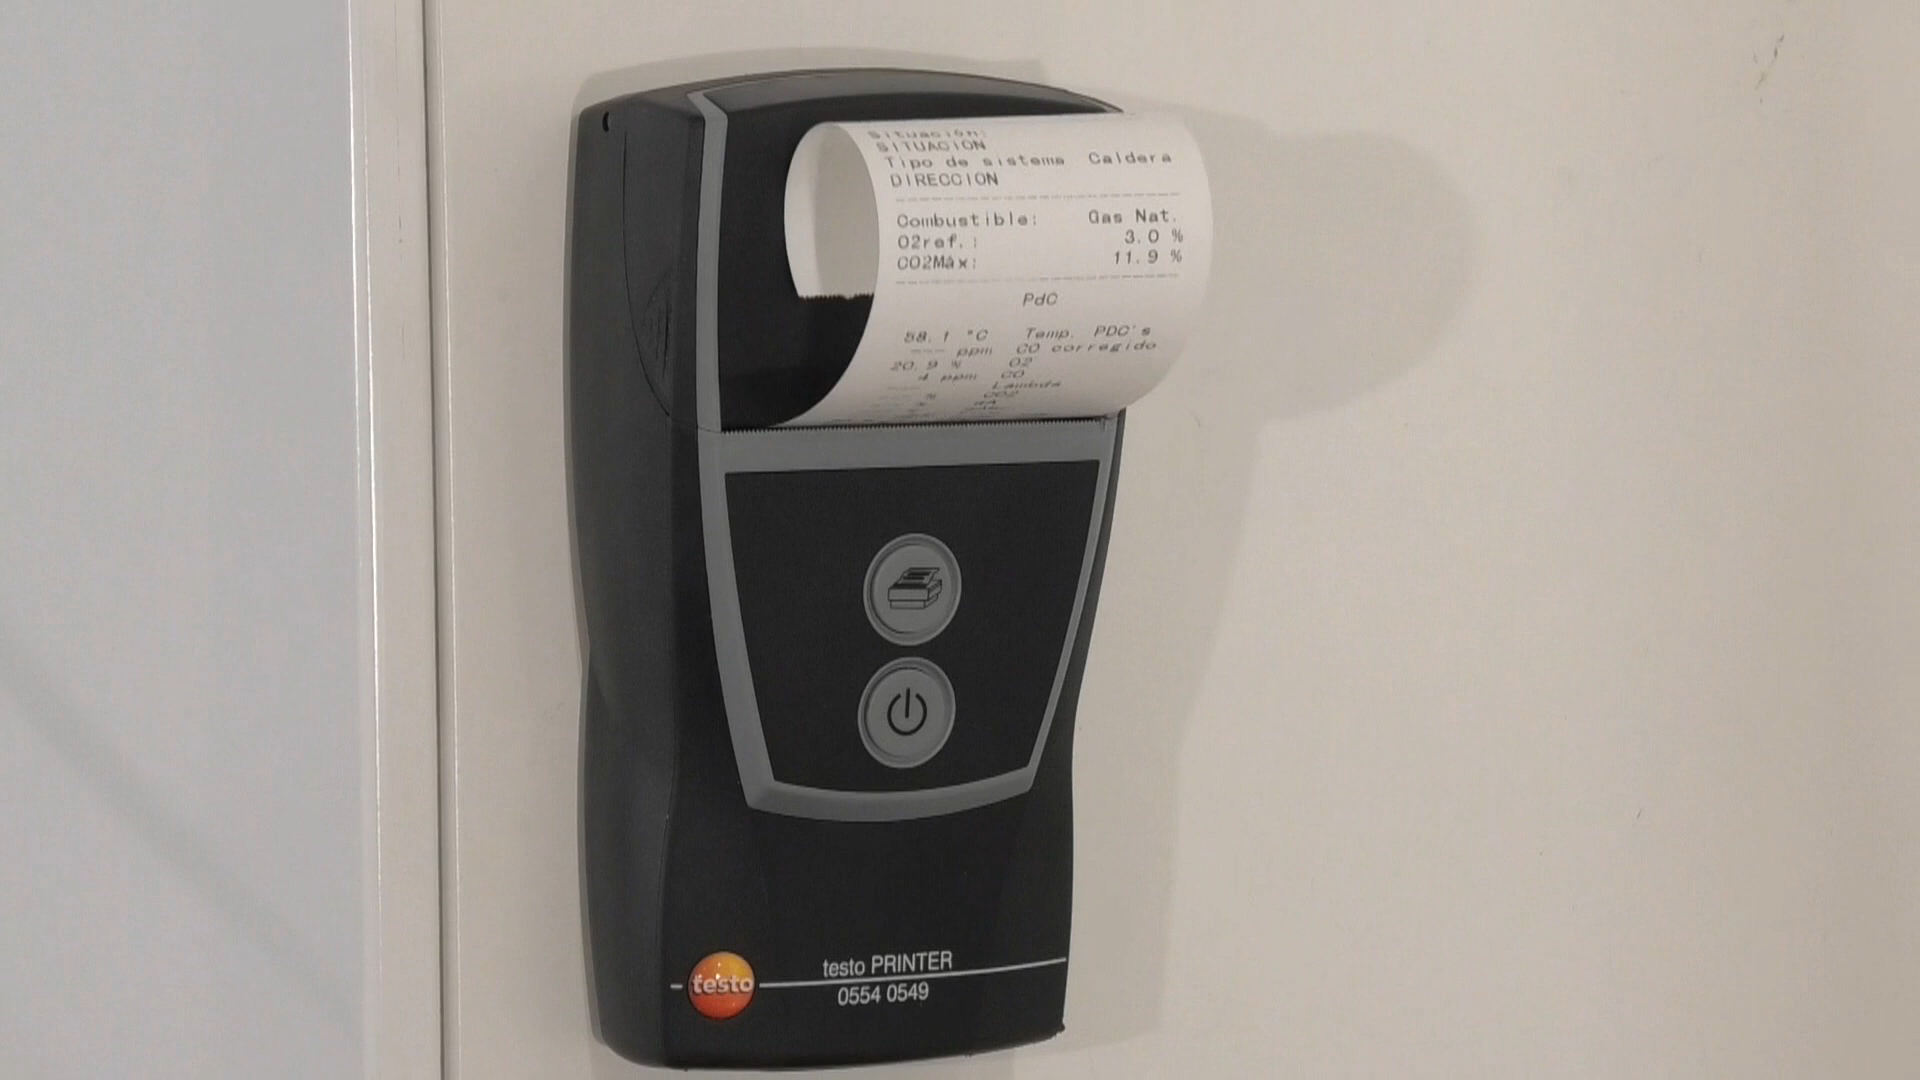 Situación:
SITUACION
Tipo de sistema Caldera
DIRECCION
Combustible: Gas Nat.
O2ref.: 3.0 %
CO2Máx: 11.9 %
PdC
58.1 °C Temp. PDC's
---- ppm CO corregido
20.9 % O2
4 ppm CO
Lambda
% CO2
testo
testo PRINTER
0554 0549